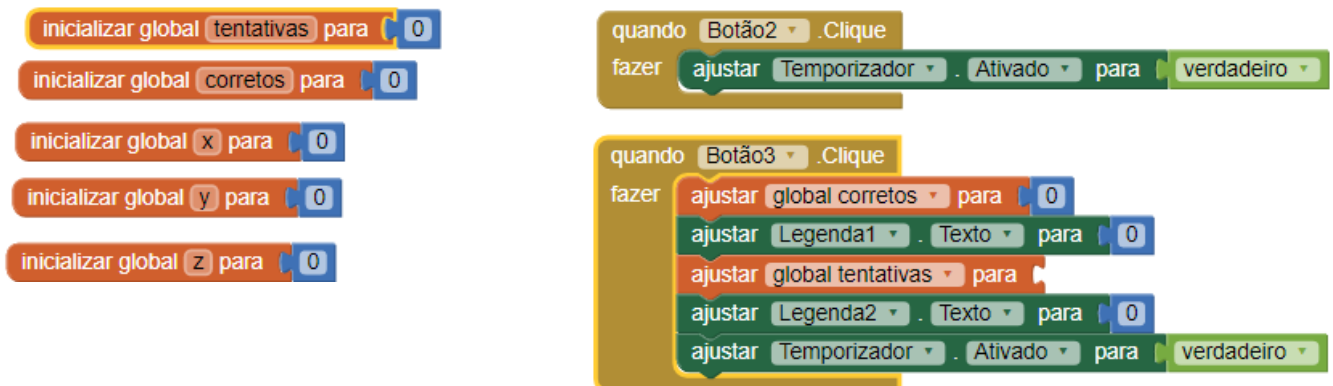 inicializar global tentativas para 0
inicializar global corretos para 0
inicializar global x para 0
inicializar global y para 0
inicializar global z para 0
quando Botão2 .Clique
fazer ajustar Temporizador . Ativado para verdadeiro
quando Botão3 .Clique
fazer ajustar global corretos para 0
ajustar Legenda1 . Texto para 0
ajustar global tentativas para
ajustar Legenda2 . Texto para 0
ajustar Temporizador . Ativado para verdadeiro